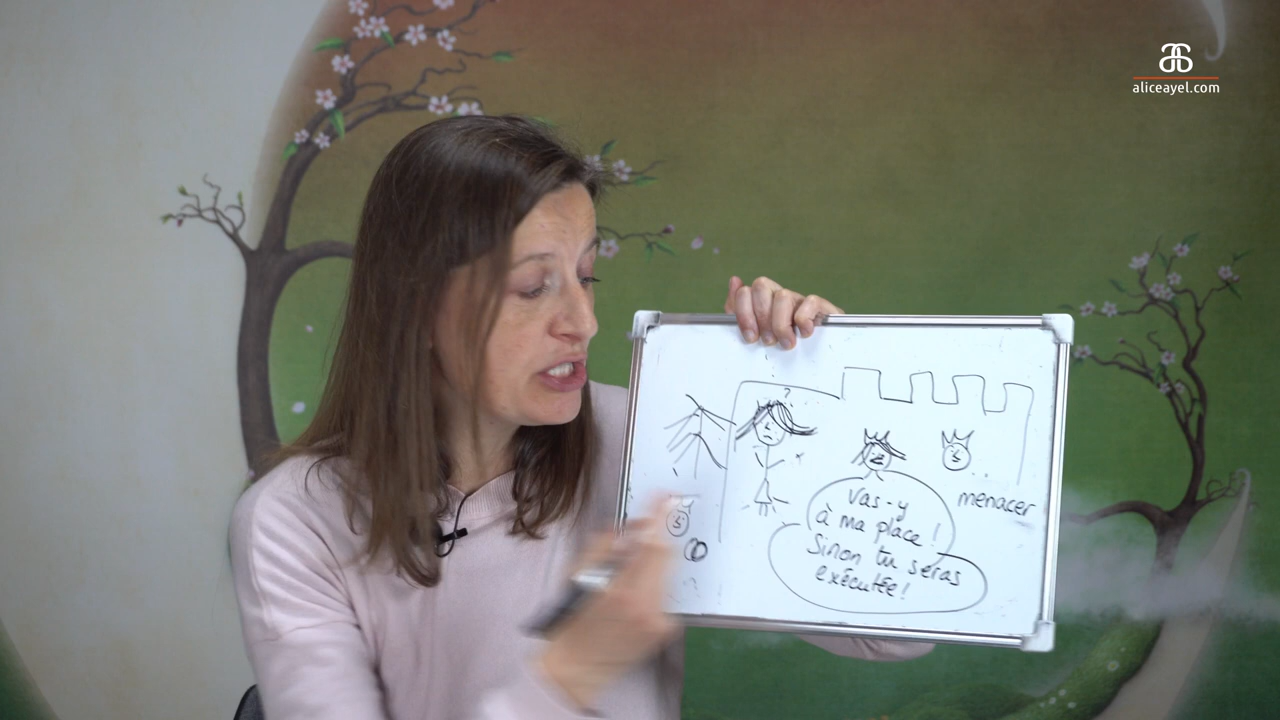 aliceayel.com
?
menacer
Vas-y
à ma place !
Sinon tu seras
exécutée !